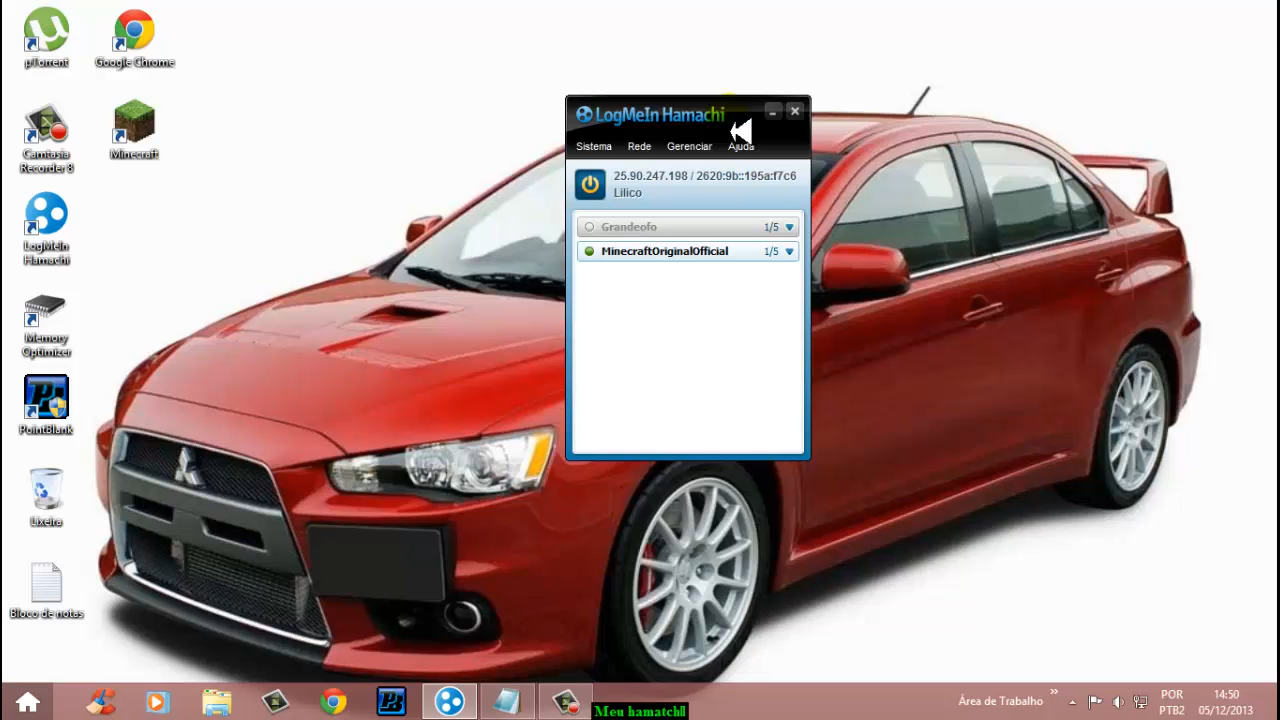 µTorrent
Google Chrome
Camtasia
Recorder 8
Minecraft
LogMeIn
Hamachi
Memory
Optimizer
PointBlank
Lixeira
Bloco de notas
LogMeIn Hamachi
Sistema Rede Gerenciar Ajuda
25.90.247.198 / 2620:9b::195a:f7c6
Lilico
Grandeofo 1/5
MinecraftOriginalOfficial 1/5
Meu hamatchi
Área de Trabalho
POR
PTB2
14:50
05/12/2013